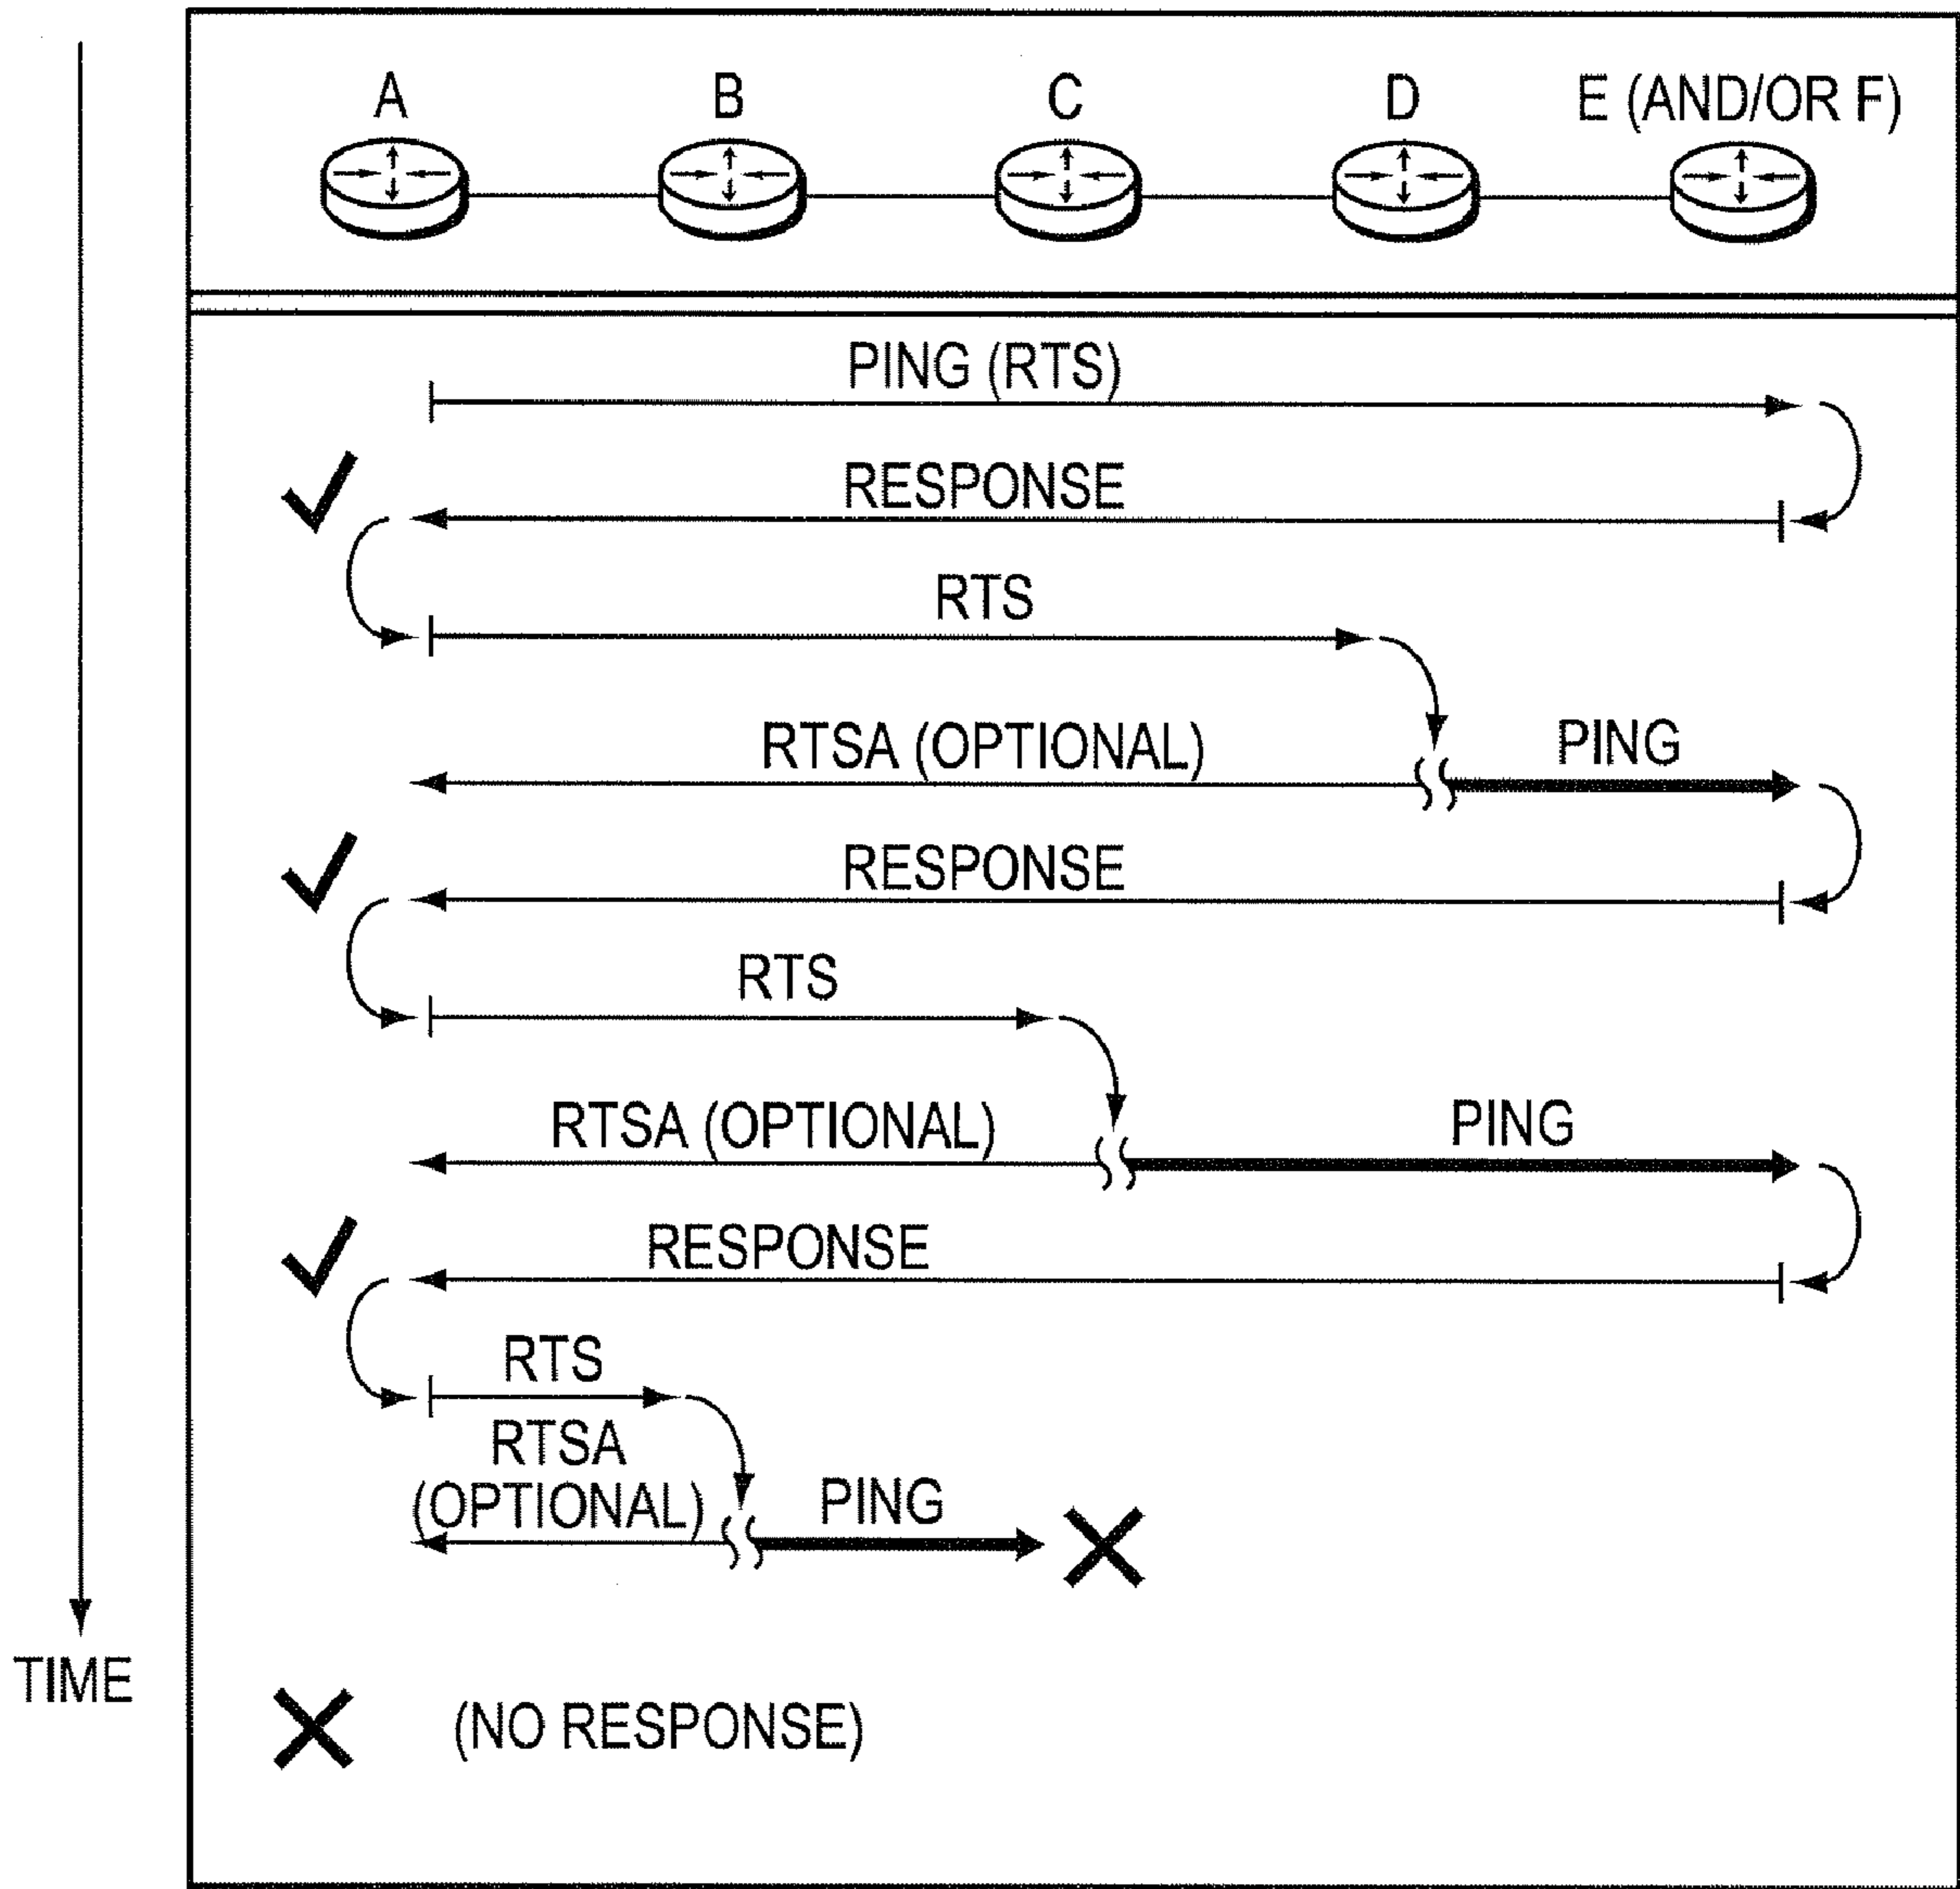 A B C D E (AND/OR F)
PING (RTS)
RESPONSE
RTS
RTSA (OPTIONAL) PING
RESPONSE
RTS
RTSA (OPTIONAL) PING
RESPONSE
RTS
RTSA
(OPTIONAL) PING
TIME
(NO RESPONSE)